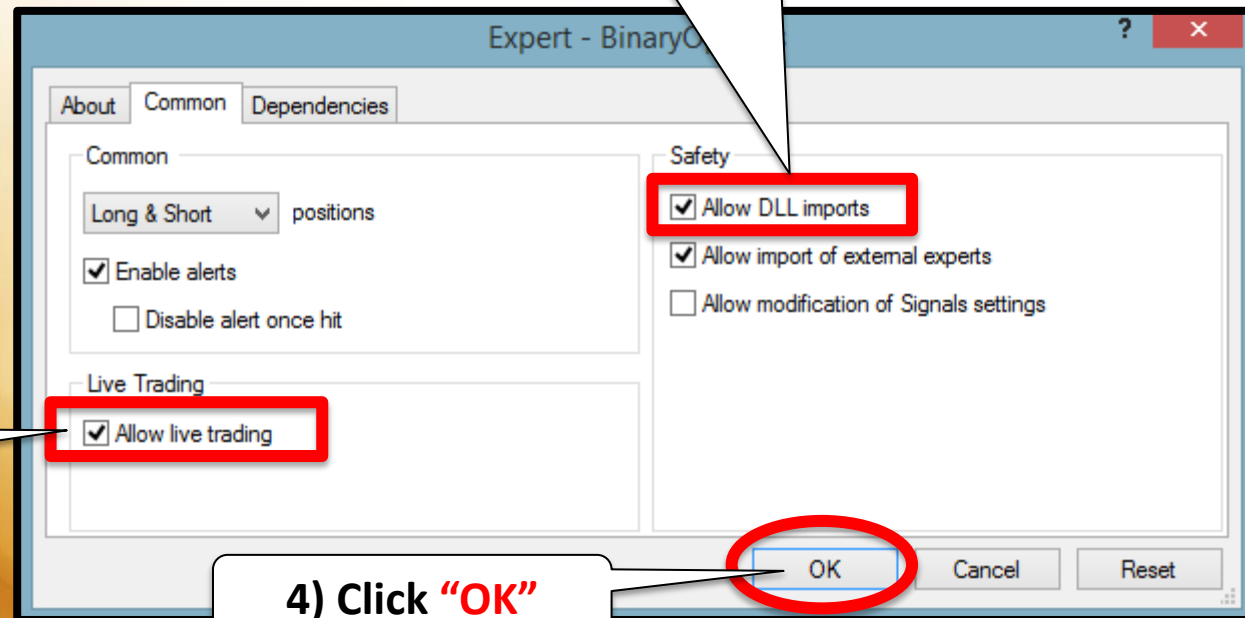 Expert - BinaryO
?
About Common Dependencies
Common
Long & Short positions
Enable alerts
Disable alert once hit
Live Trading
Allow live trading
Safety
Allow DLL imports
Allow import of external experts
Allow modification of Signals settings
OK Cancel Reset
4) Click “OK”